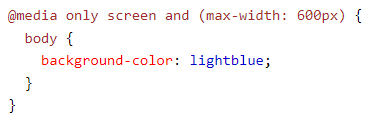 @media only screen and (max-width: 600px) {
  body {
    background-color: lightblue;
  }
}